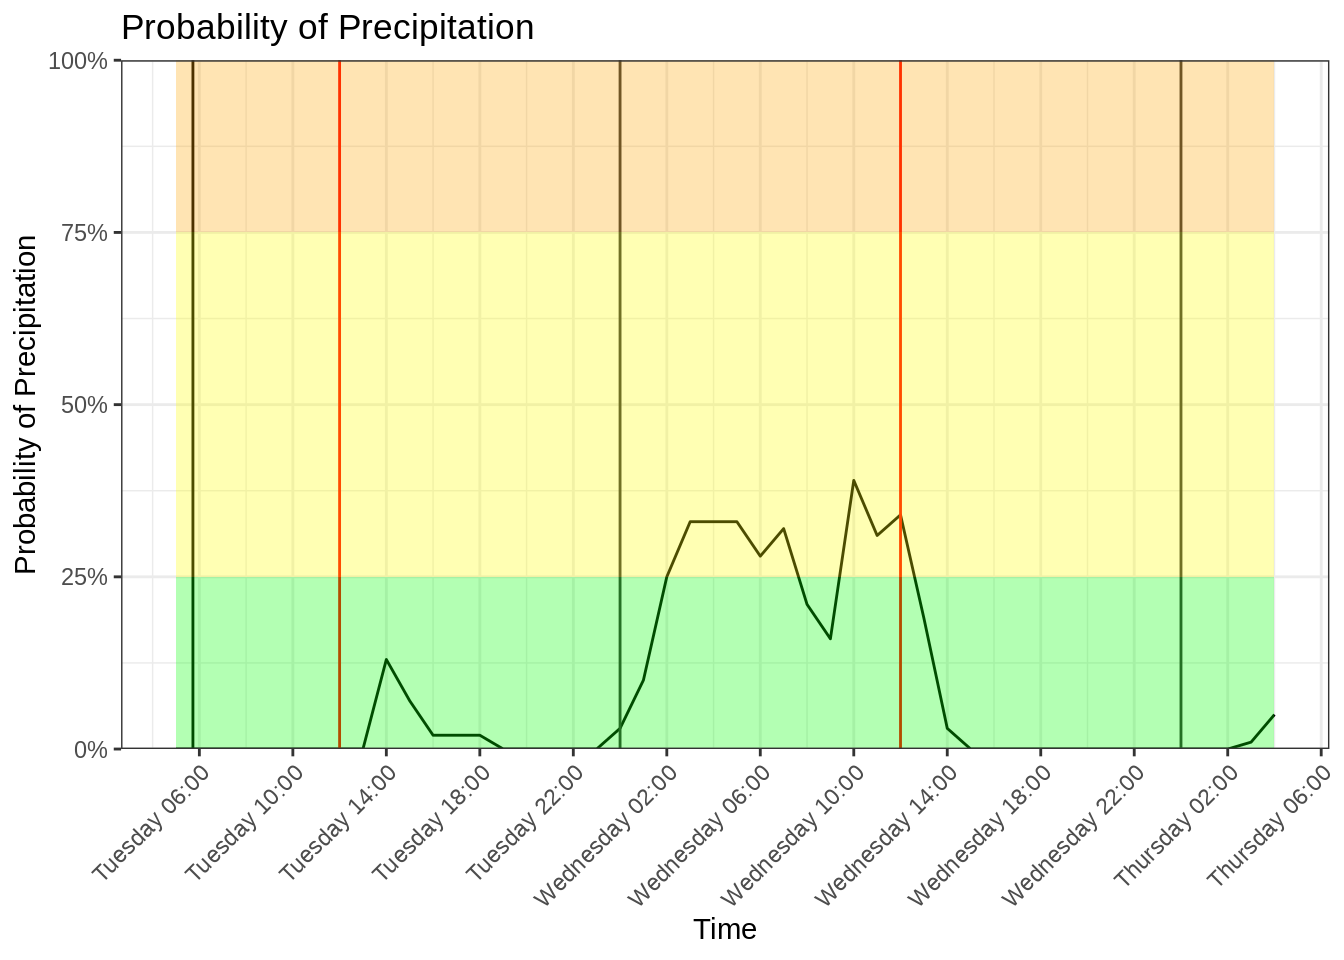 Probability of Precipitation
Probability of Precipitation
100%
75%
50%
25%
0%
Tuesday 06:00
Tuesday 10:00
Tuesday 14:00
Tuesday 18:00
Tuesday 22:00
Wednesday 02:00
Wednesday 06:00
Wednesday 10:00
Wednesday 14:00
Wednesday 18:00
Wednesday 22:00
Thursday 02:00
Thursday 06:00
Time